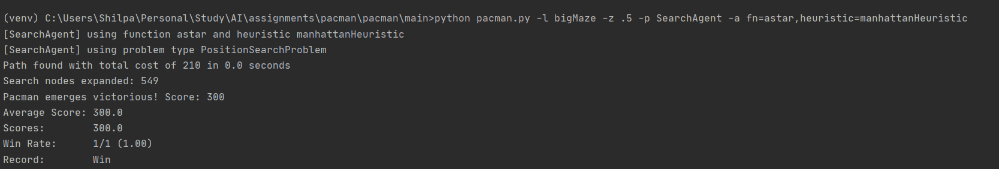 (venv) C:\Users\Shilpa\Personal\Study\AI\assignments\pacman\pacman\main>python pacman.py -l bigMaze -z .5 -p SearchAgent -a fn=astar,heuristic=manhattanHeuristic
[SearchAgent] using function astar and heuristic manhattanHeuristic
[SearchAgent] using problem type PositionSearchProblem
Path found with total cost of 210 in 0.0 seconds
Search nodes expanded: 549
Pacman emerges victorious! Score: 300
Average Score: 300.0
Scores:        300.0
Win Rate:      1/1 (1.00)
Record:        Win